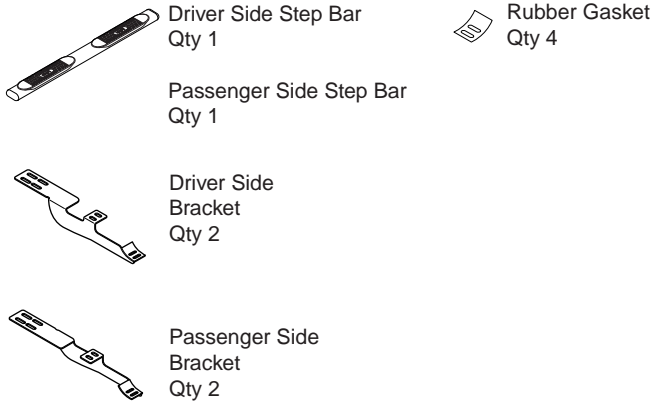 Driver Side Step Bar
Qty 1
Passenger Side Step Bar
Qty 1
Driver Side
Bracket
Qty 2
Passenger Side
Bracket
Qty 2
Rubber Gasket
Qty 4